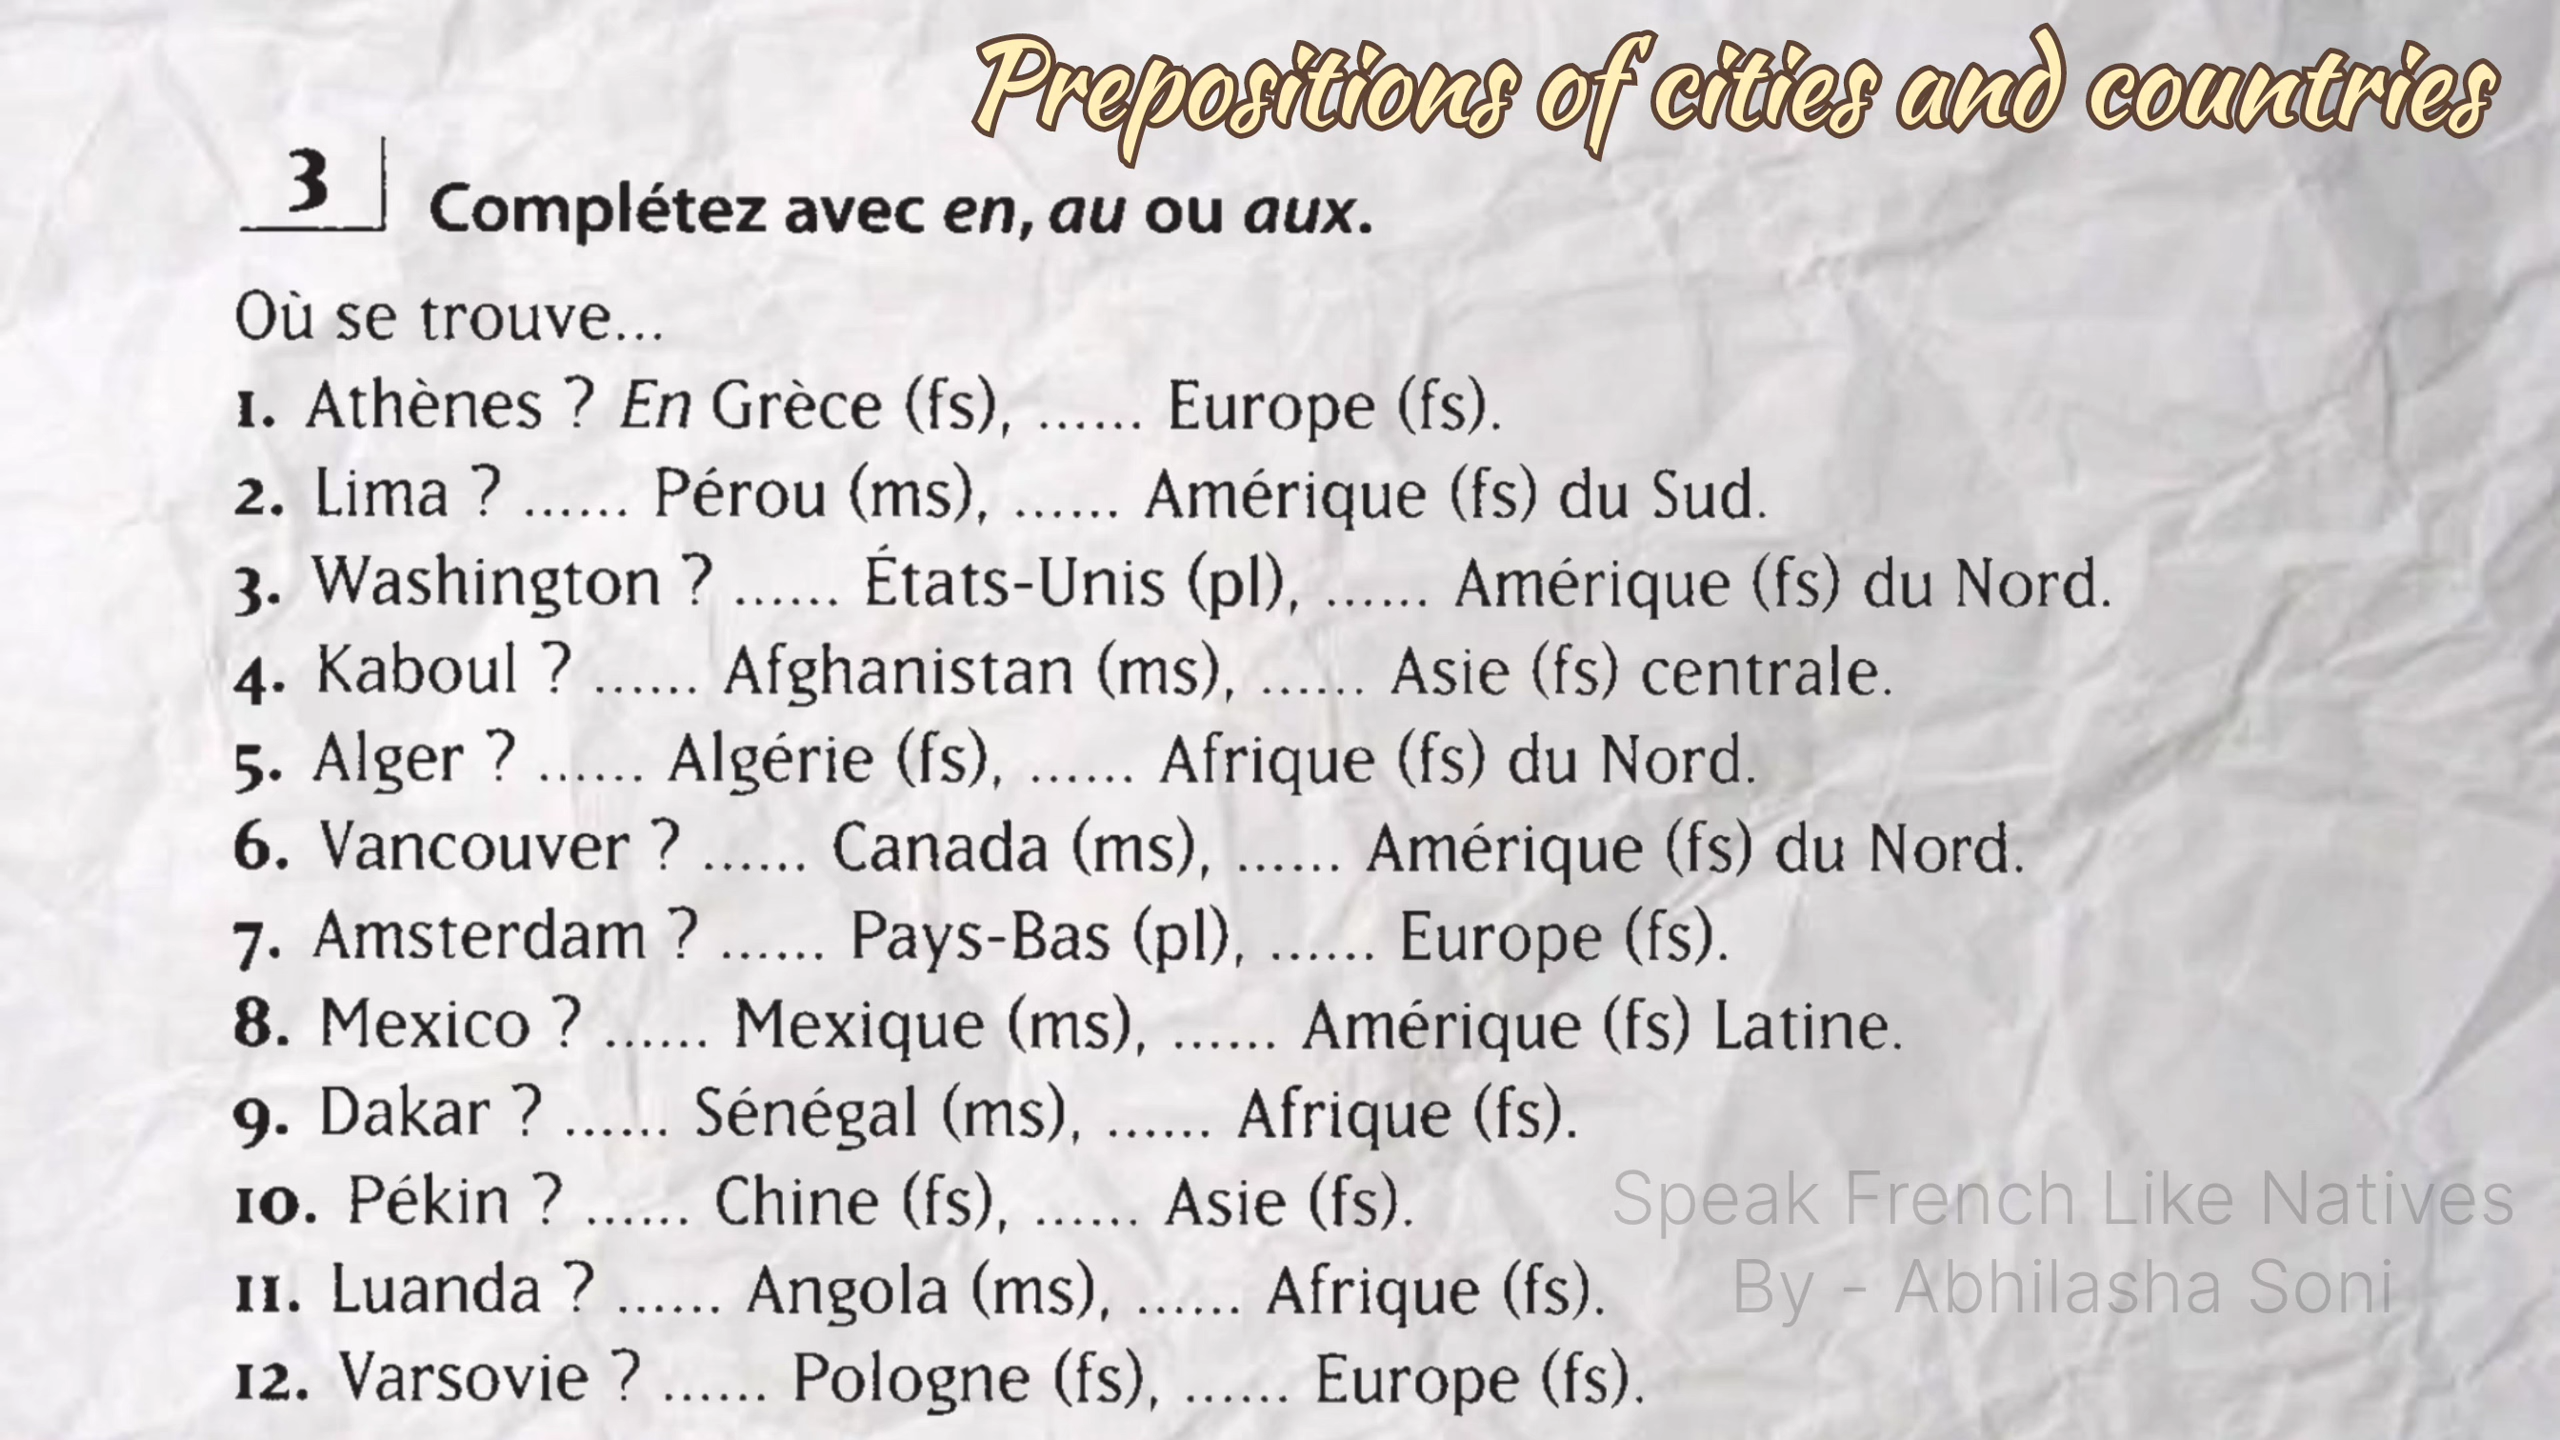 Prepositions of cities and countries
3 Complétez avec en, au ou aux.
Où se trouve...
1. Athènes ? En Grèce (fs), ...... Europe (fs).
2. Lima ? ...... Pérou (ms), ...... Amérique (fs) du Sud.
3. Washington ? ...... États-Unis (pl), ...... Amérique (fs) du Nord.
4. Kaboul ? ...... Afghanistan (ms), ...... Asie (fs) centrale.
5. Alger ? ...... Algérie (fs), ...... Afrique (fs) du Nord.
6. Vancouver ? ...... Canada (ms), ...... Amérique (fs) du Nord.
7. Amsterdam ? ...... Pays-Bas (pl), ...... Europe (fs).
8. Mexico ? ...... Mexique (ms), ...... Amérique (fs) Latine.
9. Dakar ? ...... Sénégal (ms), ...... Afrique (fs).
10. Pékin ? ...... Chine (fs), ...... Asie (fs).
11. Luanda ? ...... Angola (ms), ...... Afrique (fs).
12. Varsovie ? ...... Pologne (fs), ...... Europe (fs).
Speak French Like Natives
By - Abhilasha Soni